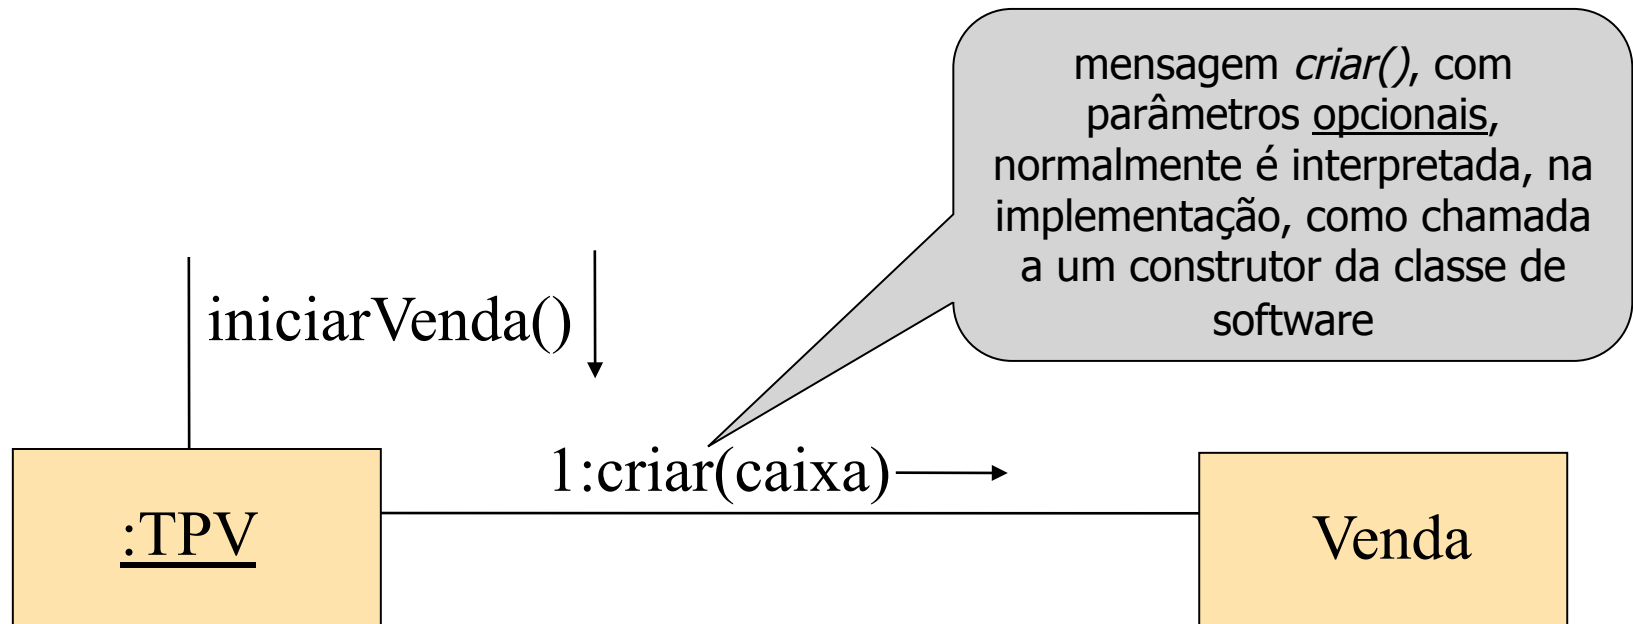 mensagem criar(), com
parâmetros opcionais,
normalmente é interpretada, na
implementação, como chamada
a um construtor da classe de
software
iniciarVenda()
1:criar(caixa)
:TPV
Venda